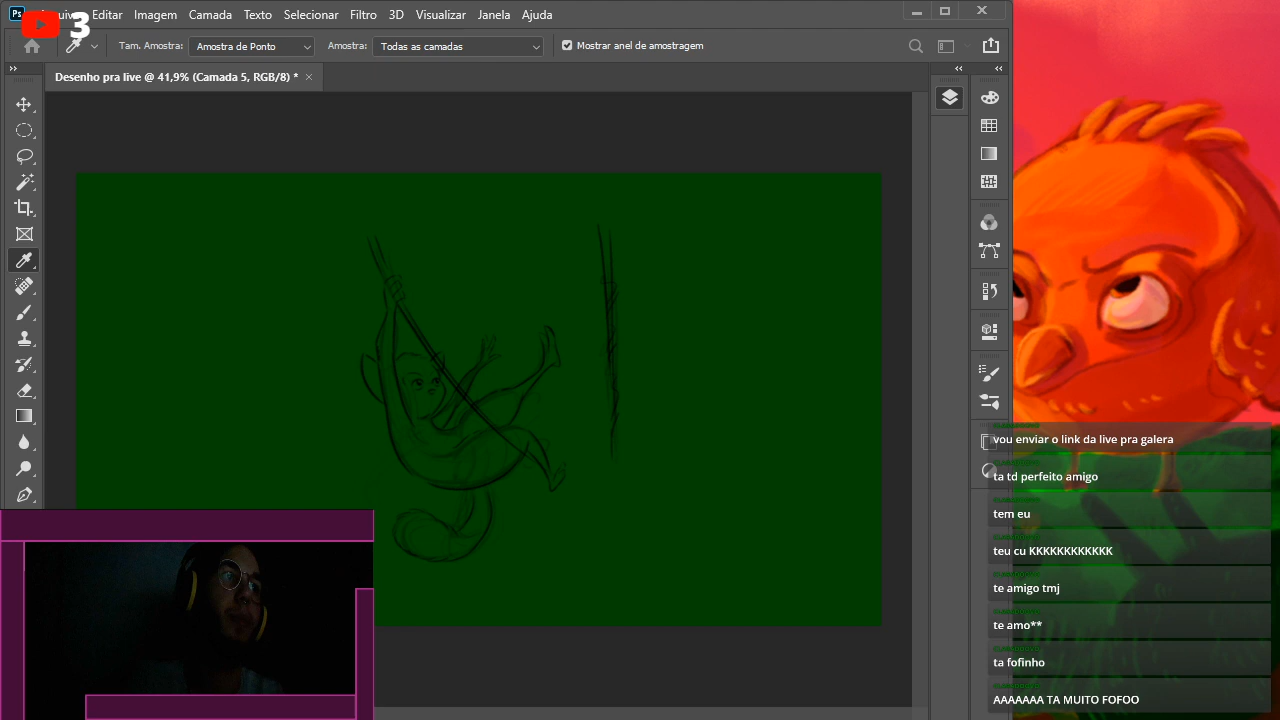 Ps Editar Imagem Camada Texto Selecionar Filtro 3D Visualizar Janela Ajuda
3
Tam. Amostra: Amostra de Ponto Amostra: Todas as camadas Mostrar anel de amostragem
Desenho pra live @ 41,9% (Camada 5, RGB/8) *
vou enviar o link da live pra galera
ta td perfeito amigo
tem eu
teu cu KKKKKKKKKKKK
te amigo tmj
te amo**
ta fofinho
AAAAAAA TA MUITO FOFOO